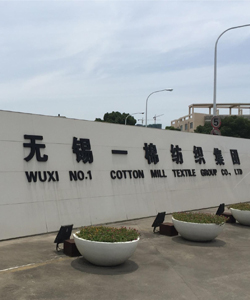 无锡一棉纺织集团
WUXI NO.1 COTTON MILL TEXTILE GROUP CO., LTD